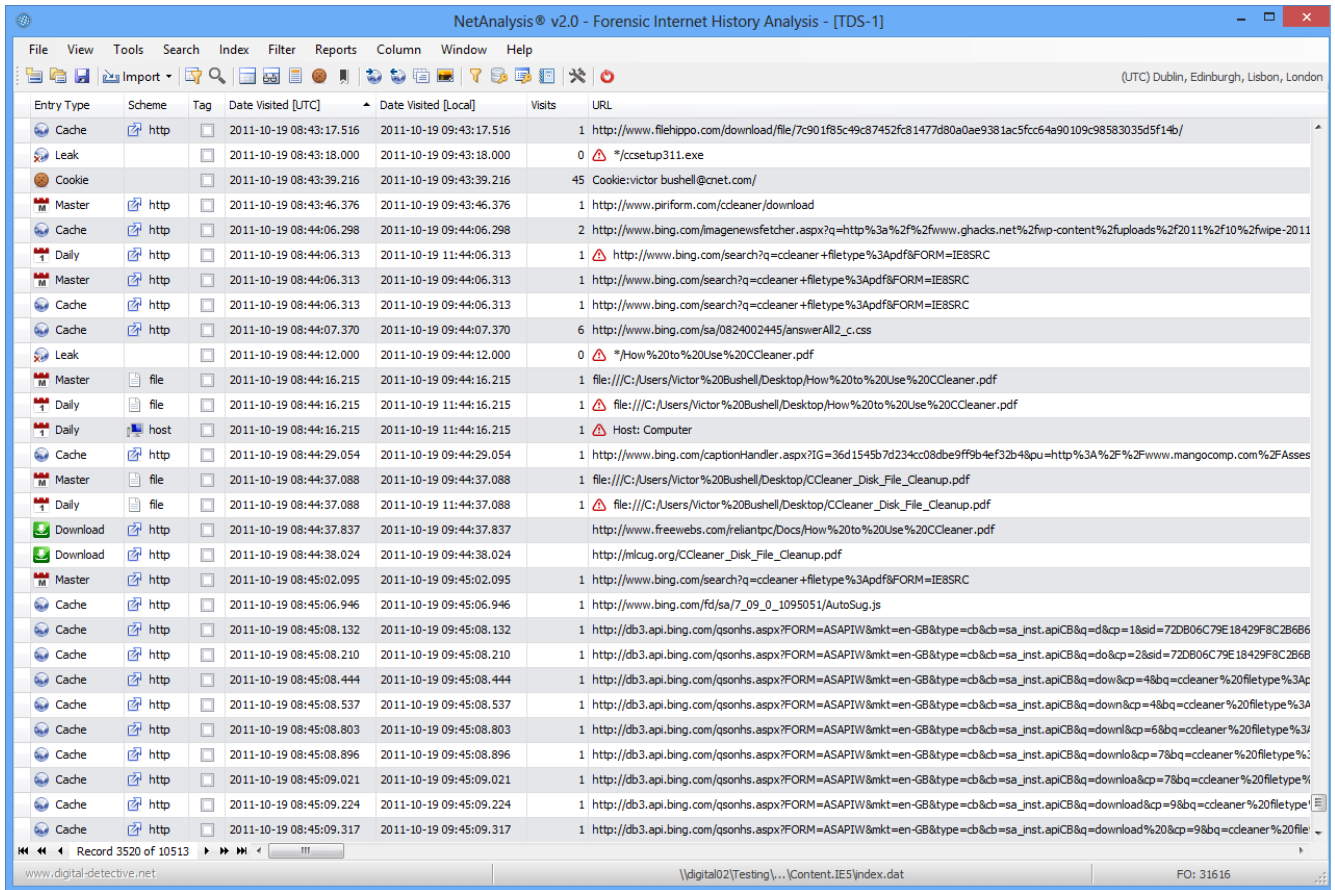 NetAnalysis® v2.0 - Forensic Internet History Analysis - [TDS-1]
File View Tools Search Index Filter Reports Column Window Help
Import (UTC) Dublin, Edinburgh, Lisbon, London
Entry Type Scheme Tag Date Visited [UTC] Date Visited [Local] Visits URL
Cache http 2011-10-19 08:43:17.516 2011-10-19 09:43:17.516 1 http://www.filehippo.com/download/file/7c901f85c49c87452fc81477d80a0ae9381ac5fcc64a90109c98583035d5f14b/
Leak 2011-10-19 08:43:18.000 2011-10-19 09:43:18.000 0 */ccsetup311.exe
Cookie 2011-10-19 08:43:39.216 2011-10-19 09:43:39.216 45 Cookie:victor bushell@cnet.com/
Master http 2011-10-19 08:43:46.376 2011-10-19 09:43:46.376 1 http://www.piriform.com/ccleaner/download
Cache http 2011-10-19 08:44:06.298 2011-10-19 09:44:06.298 2 http://www.bing.com/imagenewsfetcher.aspx?q=http%3a%2f%2fwww.ghacks.net%2fwp-content%2fuploads%2f2011%2f10%2fwipe-2011
Daily http 2011-10-19 08:44:06.313 2011-10-19 11:44:06.313 1 http://www.bing.com/search?q=ccleaner+filetype%3Apdf&FORM=IE8SRC
Master http 2011-10-19 08:44:06.313 2011-10-19 09:44:06.313 1 http://www.bing.com/search?q=ccleaner+filetype%3Apdf&FORM=IE8SRC
Cache http 2011-10-19 08:44:06.313 2011-10-19 09:44:06.313 1 http://www.bing.com/search?q=ccleaner+filetype%3Apdf&FORM=IE8SRC
Cache http 2011-10-19 08:44:07.370 2011-10-19 09:44:07.370 6 http://www.bing.com/sa/0824002445/answerAll2_c.css
Leak 2011-10-19 08:44:12.000 2011-10-19 09:44:12.000 0 */How%20to%20Use%20CCleaner.pdf
Master file 2011-10-19 08:44:16.215 2011-10-19 09:44:16.215 1 file:///C:/Users/Victor%20Bushell/Desktop/How%20to%20Use%20CCleaner.pdf
Daily file 2011-10-19 08:44:16.215 2011-10-19 11:44:16.215 1 file:///C:/Users/Victor%20Bushell/Desktop/How%20to%20Use%20CCleaner.pdf
Daily host 2011-10-19 08:44:16.215 2011-10-19 11:44:16.215 1 Host: Computer
Cache http 2011-10-19 08:44:29.054 2011-10-19 09:44:29.054 1 http://www.bing.com/captionHandler.aspx?IG=36d1545b7d234cc08dbe9ff9b4ef32b4&pu=http%3A%2F%2Fwww.mangocomp.com%2FAsses
Master file 2011-10-19 08:44:37.088 2011-10-19 09:44:37.088 1 file:///C:/Users/Victor%20Bushell/Desktop/CCleaner_Disk_File_Cleanup.pdf
Daily file 2011-10-19 08:44:37.088 2011-10-19 11:44:37.088 1 file:///C:/Users/Victor%20Bushell/Desktop/CCleaner_Disk_File_Cleanup.pdf
Download http 2011-10-19 08:44:37.837 2011-10-19 09:44:37.837 http://www.freewebs.com/reliantpc/Docs/How%20to%20Use%20CCleaner.pdf
Download http 2011-10-19 08:44:38.024 2011-10-19 09:44:38.024 http://mlcug.org/CCleaner_Disk_File_Cleanup.pdf
Master http 2011-10-19 08:45:02.095 2011-10-19 09:45:02.095 1 http://www.bing.com/search?q=ccleaner+filetype%3Apdf&FORM=IE8SRC
Cache http 2011-10-19 08:45:06.946 2011-10-19 09:45:06.946 1 http://www.bing.com/fd/sa/7_09_0_1095051/AutoSug.js
Cache http 2011-10-19 08:45:08.132 2011-10-19 09:45:08.132 1 http://db3.api.bing.com/qsonhs.aspx?FORM=ASAPIW&mkt=en-GB&type=cb&cb=sa_inst.apiCB&q=d&cp=1&sid=72DB06C79E18429F8C2B6B6
Cache http 2011-10-19 08:45:08.210 2011-10-19 09:45:08.210 1 http://db3.api.bing.com/qsonhs.aspx?FORM=ASAPIW&mkt=en-GB&type=cb&cb=sa_inst.apiCB&q=do&cp=2&sid=72DB06C79E18429F8C2B6B
Cache http 2011-10-19 08:45:08.444 2011-10-19 09:45:08.444 1 http://db3.api.bing.com/qsonhs.aspx?FORM=ASAPIW&mkt=en-GB&type=cb&cb=sa_inst.apiCB&q=dow&cp=4&bq=ccleaner%20filetype%3Ap
Cache http 2011-10-19 08:45:08.537 2011-10-19 09:45:08.537 1 http://db3.api.bing.com/qsonhs.aspx?FORM=ASAPIW&mkt=en-GB&type=cb&cb=sa_inst.apiCB&q=down&cp=4&bq=ccleaner%20filetype%3A
Cache http 2011-10-19 08:45:08.803 2011-10-19 09:45:08.803 1 http://db3.api.bing.com/qsonhs.aspx?FORM=ASAPIW&mkt=en-GB&type=cb&cb=sa_inst.apiCB&q=downl&cp=6&bq=ccleaner%20filetype%3A
Cache http 2011-10-19 08:45:08.896 2011-10-19 09:45:08.896 1 http://db3.api.bing.com/qsonhs.aspx?FORM=ASAPIW&mkt=en-GB&type=cb&cb=sa_inst.apiCB&q=downlo&cp=7&bq=ccleaner%20filetype%3
Cache http 2011-10-19 08:45:09.021 2011-10-19 09:45:09.021 1 http://db3.api.bing.com/qsonhs.aspx?FORM=ASAPIW&mkt=en-GB&type=cb&cb=sa_inst.apiCB&q=downloa&cp=7&bq=ccleaner%20filetype%
Cache http 2011-10-19 08:45:09.224 2011-10-19 09:45:09.224 1 http://db3.api.bing.com/qsonhs.aspx?FORM=ASAPIW&mkt=en-GB&type=cb&cb=sa_inst.apiCB&q=download&cp=9&bq=ccleaner%20filetype
Cache http 2011-10-19 08:45:09.317 2011-10-19 09:45:09.317 1 http://db3.api.bing.com/qsonhs.aspx?FORM=ASAPIW&mkt=en-GB&type=cb&cb=sa_inst.apiCB&q=download%20&cp=9&bq=ccleaner%20file
Record 3520 of 10513
www.digital-detective.net \\digital02\Testing\...\Content.IE5\index.dat FO: 31616